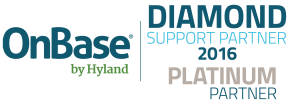 OnBase®
by Hyland
DIAMOND
SUPPORT PARTNER
2016
PLATINUM
PARTNER